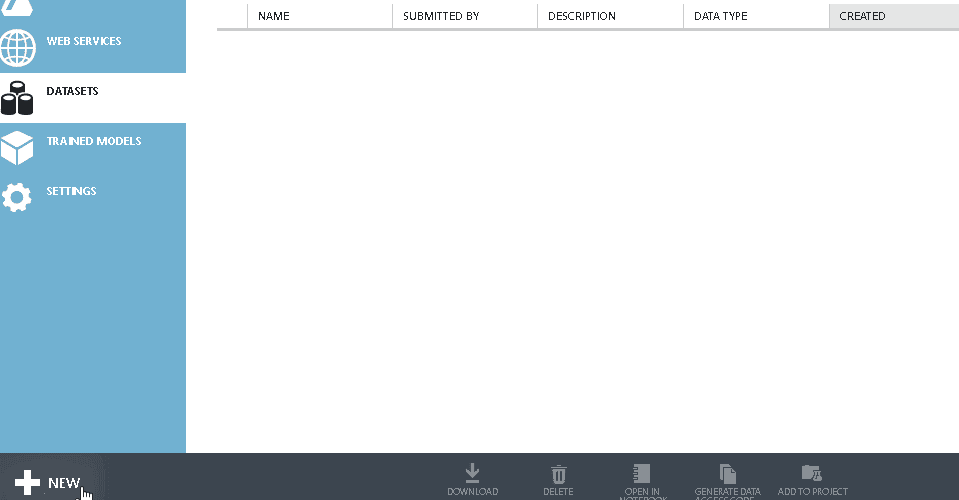 NAME SUBMITTED BY DESCRIPTION DATA TYPE CREATED
WEB SERVICES
DATASETS
TRAINED MODELS
SETTINGS
NEW
DOWNLOAD
DELETE
OPEN IN
NOTEBOOK
GENERATE DATA
ACCESS CODE
ADD TO PROJECT